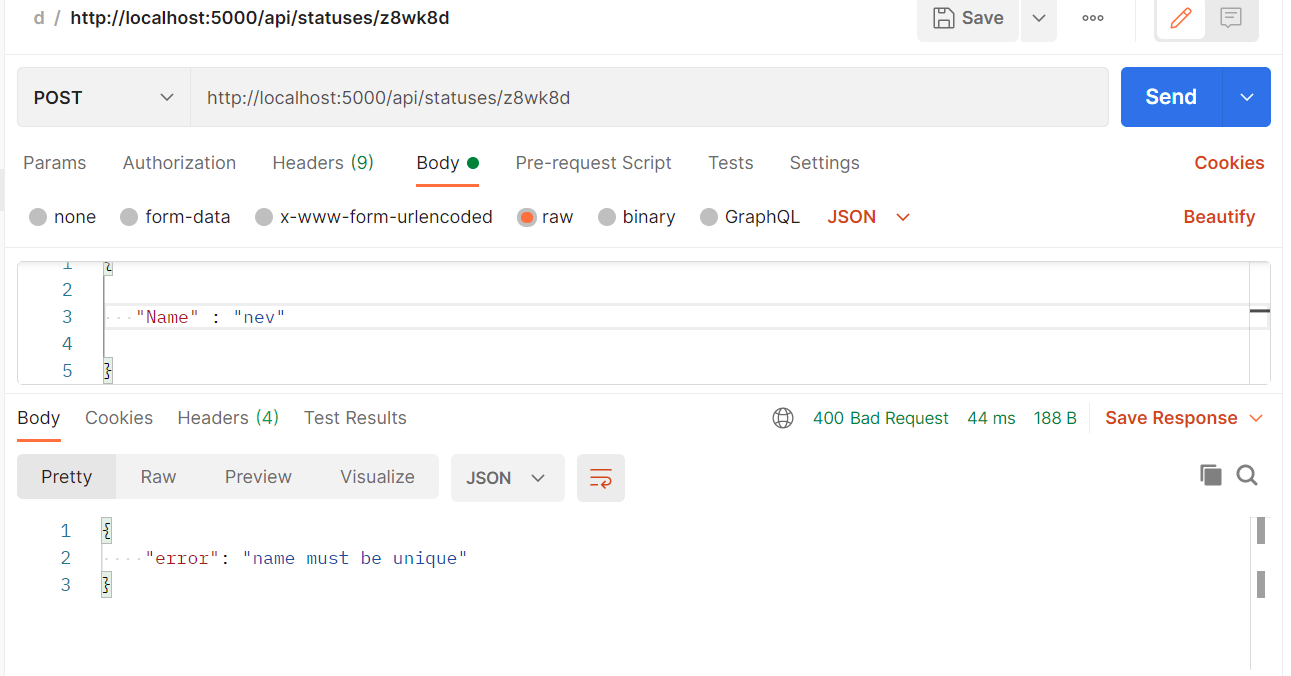 d / http://localhost:5000/api/statuses/z8wk8d Save
POST http://localhost:5000/api/statuses/z8wk8d Send
Params Authorization Headers (9) Body Pre-request Script Tests Settings Cookies
none form-data x-www-form-urlencoded raw binary GraphQL JSON Beautify
1 {
2
3 "Name" : "nev"
4
5 }
Body Cookies Headers (4) Test Results 400 Bad Request 44 ms 188 B Save Response
Pretty Raw Preview Visualize JSON
1 {
2 "error": "name must be unique"
3 }